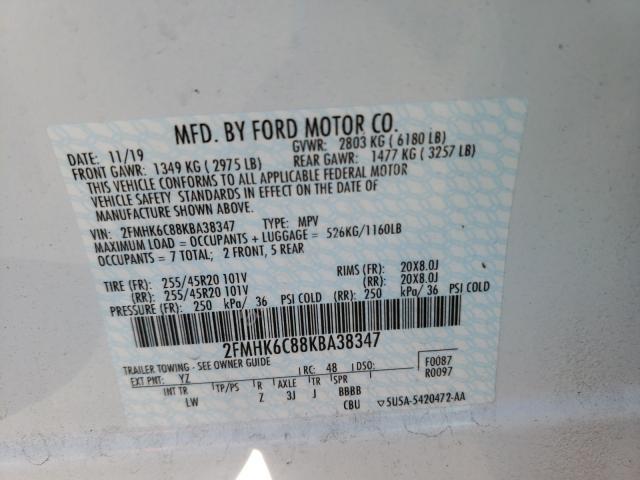 MFD. BY FORD MOTOR CO.
DATE: 11/19 GVWR: 2803 KG ( 6180 LB)
FRONT GAWR: 1349 KG ( 2975 LB) REAR GAWR: 1477 KG ( 3257 LB)
THIS VEHICLE CONFORMS TO ALL APPLICABLE FEDERAL MOTOR
VEHICLE SAFETY STANDARDS IN EFFECT ON THE DATE OF
MANUFACTURE SHOWN ABOVE.
VIN: 2FMHK6C88KBA38347 TYPE: MPV
MAXIMUM LOAD = OCCUPANTS + LUGGAGE = 526KG/1160LB
OCCUPANTS = 7 TOTAL; 2 FRONT, 5 REAR
TIRE (FR): 255/45R20 101V RIMS (FR): 20X8.0J
(RR): 255/45R20 101V (RR): 20X8.0J
PRESSURE (FR): 250 kPa/ 36 PSI COLD (RR): 250 kPa/ 36 PSI COLD
2FMHK6C88KBA38347
TRAILER TOWING - SEE OWNER GUIDE
EXT PNT: YZ RC: 48 DSO: F0087
R0097
INT TR TP/PS R AXLE TR SPR
LW Z 3J J BBBB
CBU 5USA-5420472-AA